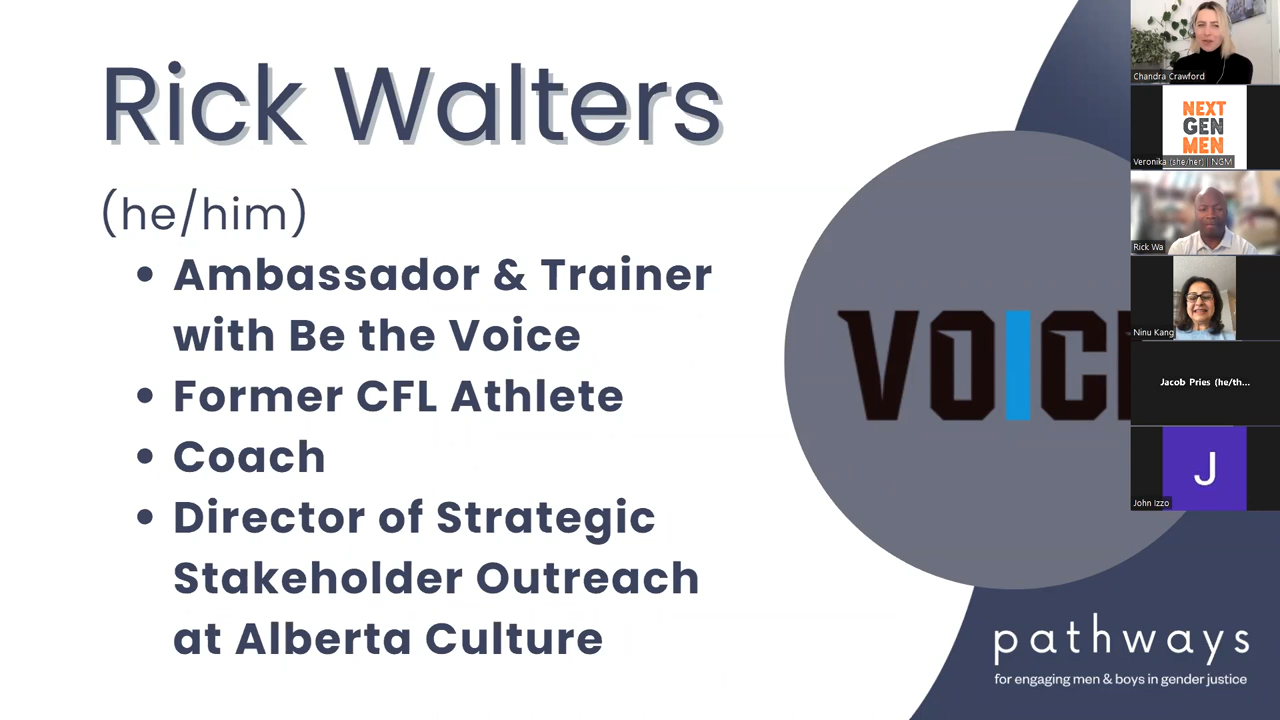 Rick Walters
(he/him)
• Ambassador & Trainer
with Be the Voice
• Former CFL Athlete
• Coach
• Director of Strategic
Stakeholder Outreach
at Alberta Culture
VOIC
pathways
for engaging men & boys in gender justice
Chandra Crawford
NEXT
GEN
MEN
Veronika (she/her) | NGM
Rick Wa
Ninu Kang
Jacob Pries (he/th...
J
John Izzo